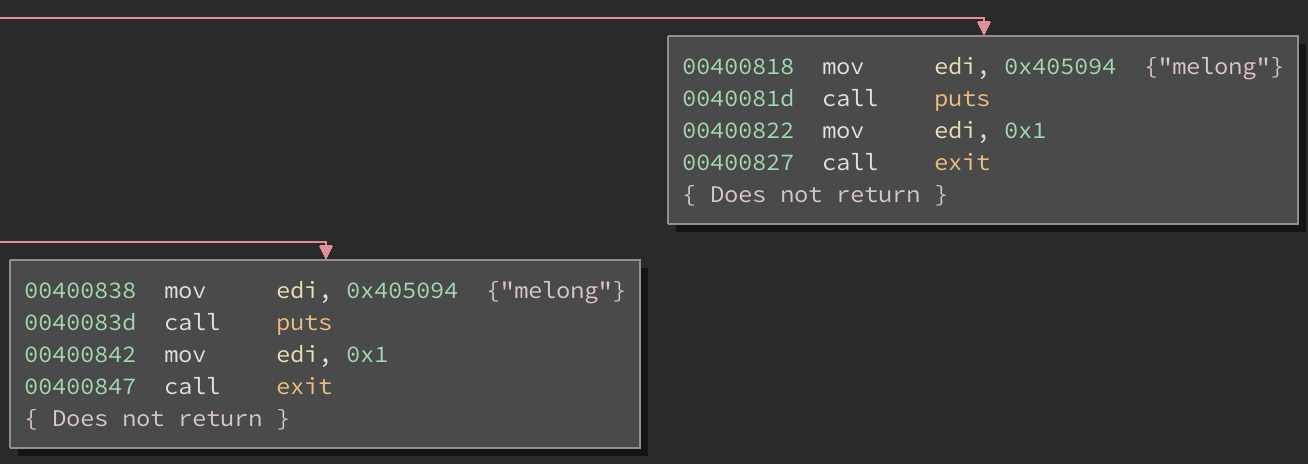 00400818  mov     edi, 0x405094  {"melong"}
0040081d  call    puts
00400822  mov     edi, 0x1
00400827  call    exit
{ Does not return }
00400838  mov     edi, 0x405094  {"melong"}
0040083d  call    puts
00400842  mov     edi, 0x1
00400847  call    exit
{ Does not return }